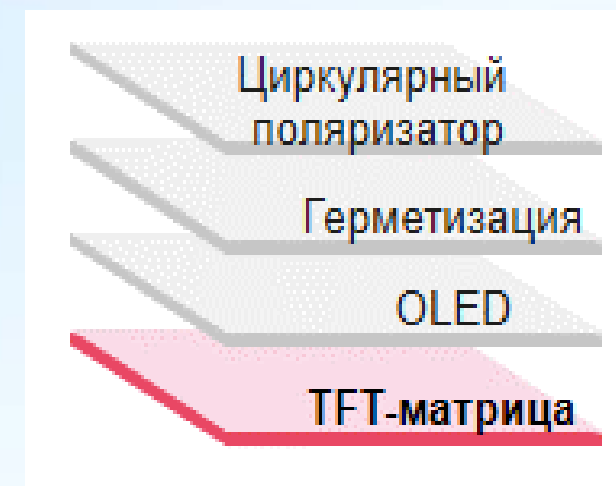 Циркулярный
поляризатор
Герметизация
OLED
TFT-матрица